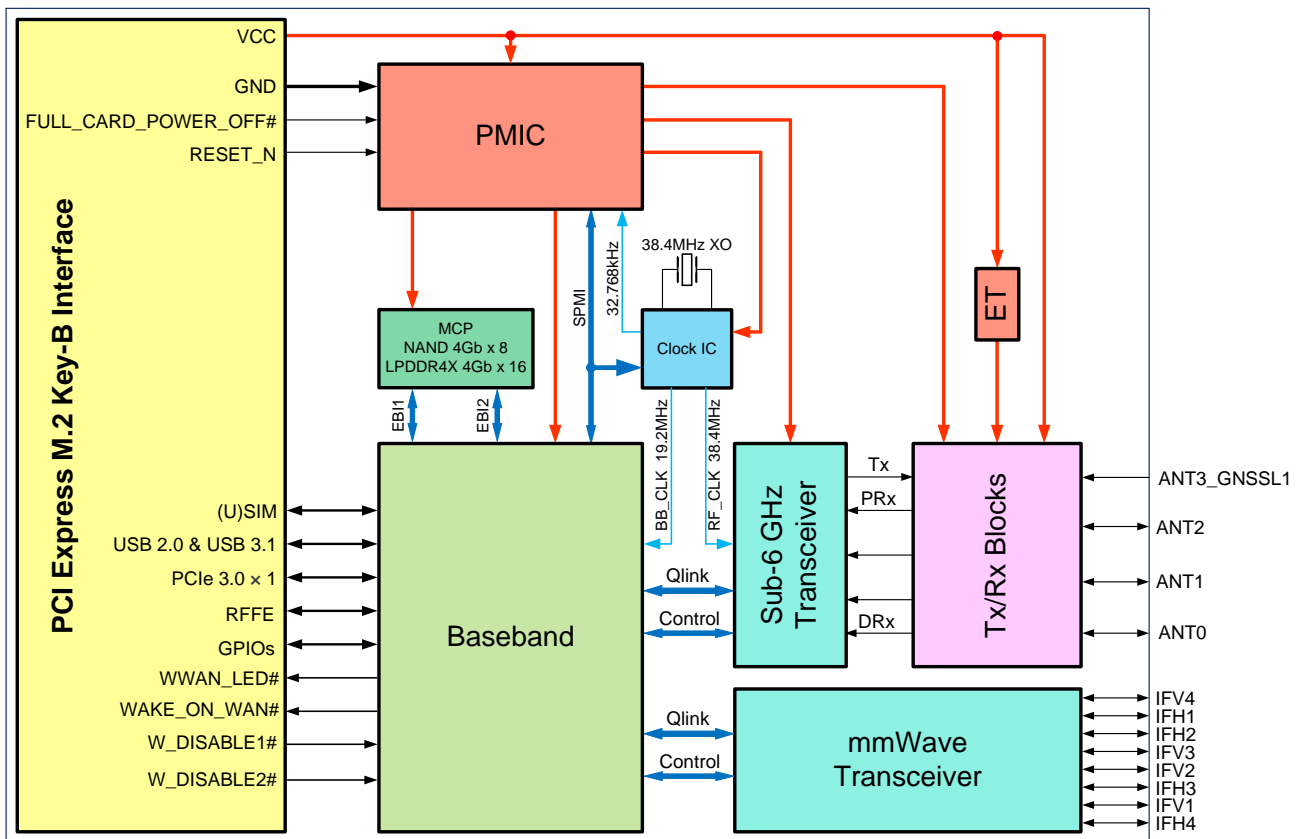 PCI Express M.2 Key-B Interface
VCC
GND
FULL_CARD_POWER_OFF#
RESET_N
(U)SIM
USB 2.0 & USB 3.1
PCIe 3.0 × 1
RFFE
GPIOs
WWAN_LED#
WAKE_ON_WAN#
W_DISABLE1#
W_DISABLE2#
PMIC
MCP
NAND 4Gb x 8
LPDDR4X 4Gb x 16
EBI1
EBI2
SPMI
32.768kHz
38.4MHz XO
Clock IC
BB_CLK 19.2MHz
RF_CLK 38.4MHz
Baseband
Qlink
Control
Qlink
Control
Sub-6 GHz
Transceiver
Tx
PRx
DRx
ET
Tx/Rx Blocks
mmWave
Transceiver
ANT3_GNSSL1
ANT2
ANT1
ANT0
IFV4
IFH1
IFH2
IFV3
IFV2
IFH3
IFV1
IFH4